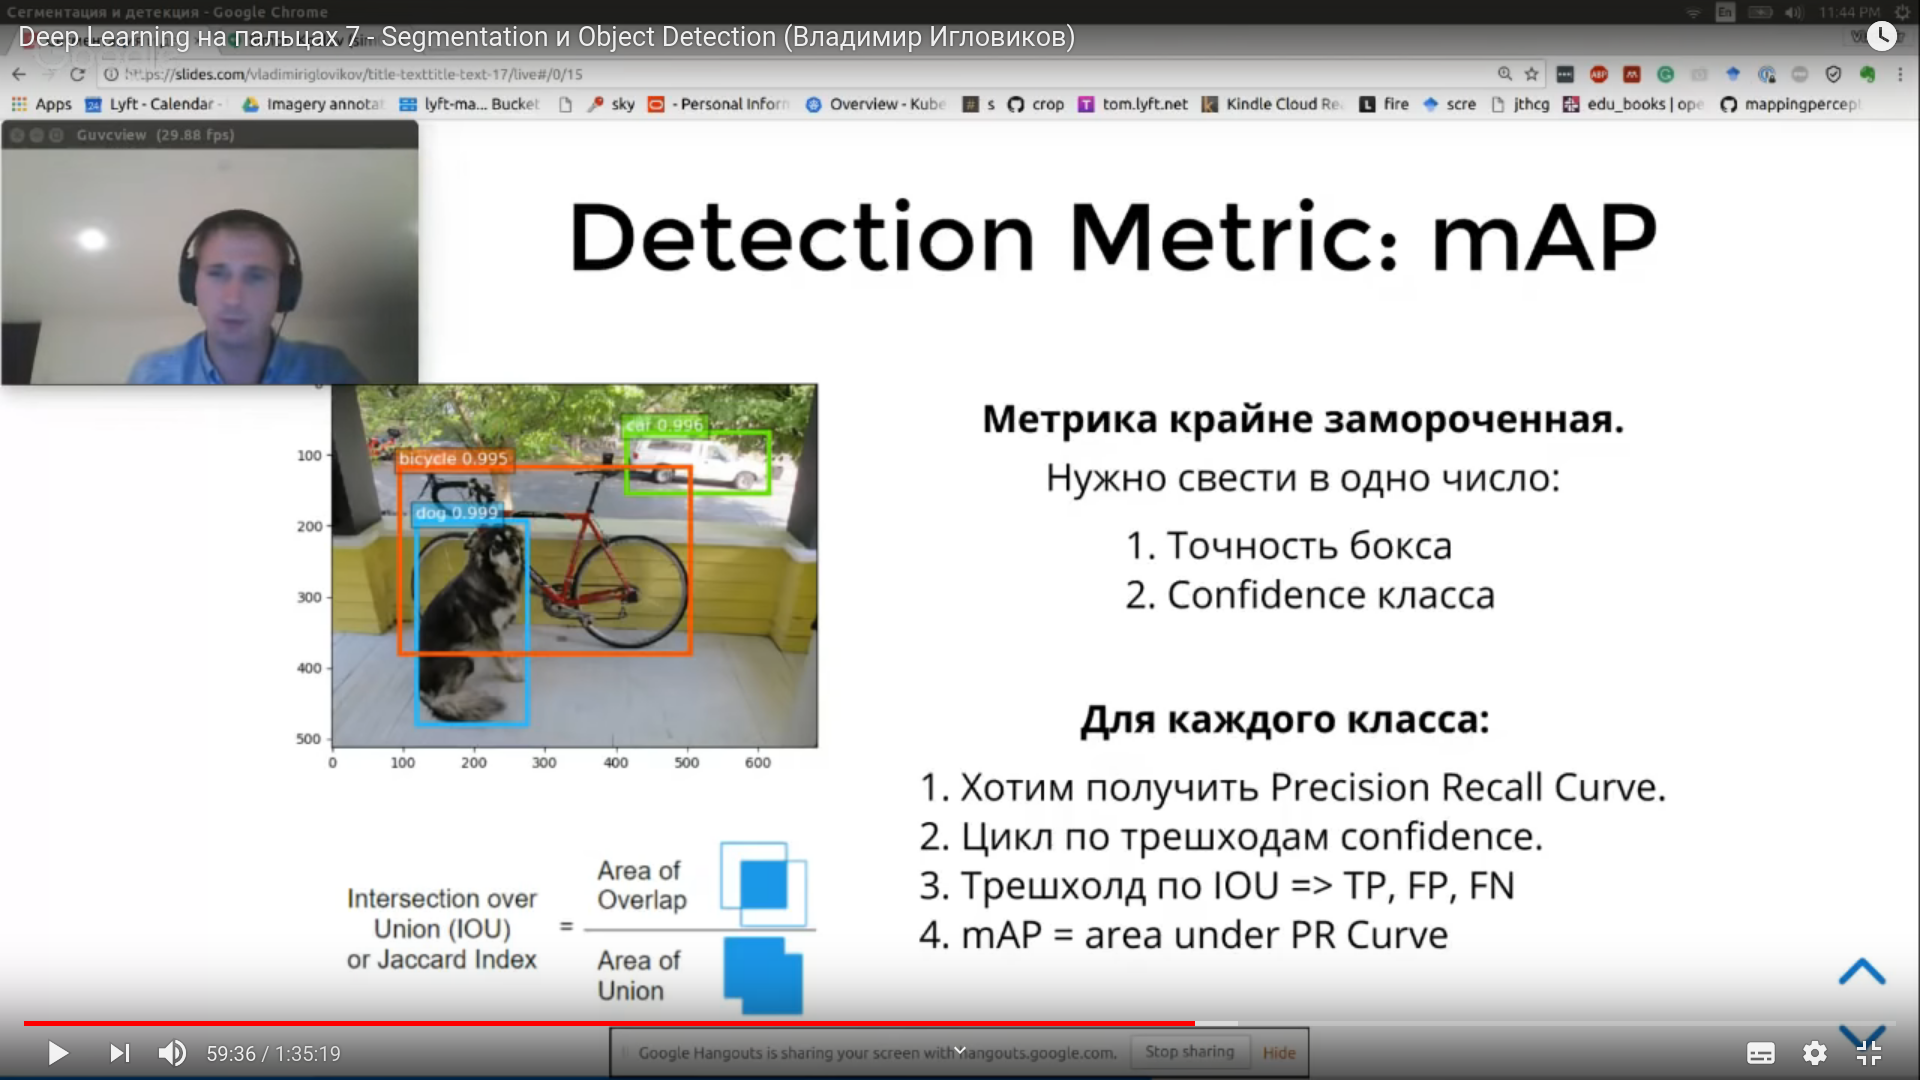 Сегментация и детекция - Google Chrome
En
11:44 PM
Deep Learning на пальцах 7 - Segmentation и Object Detection (Владимир Игловиков)
https://slides.com/vladimiriglovikov/title-texttitle-text-17/live#/0/15
ABP
Apps
24
Lyft - Calendar -
Imagery annota
lyft-ma... Bucket
sky
- Personal Infor
Overview - Kube
# s
crop
T tom.lyft.net
Kindle Cloud Re
L fire
scre
jthcg
edu_books | ope
mappingpercep
Guvcview (29.88 fps)
Detection Metric: mAP
car 0.996
bicycle 0.995
dog 0.999
0
100
200
300
400
500
0 100 200 300 400 500 600
Метрика крайне замороченная.
Нужно свести в одно число:
1. Точность бокса
2. Confidence класса
Для каждого класса:
1. Хотим получить Precision Recall Curve.
2. Цикл по трешходам confidence.
3. Трешхолд по IOU => TP, FP, FN
4. mAP = area under PR Curve
Intersection over
Union (IOU)
or Jaccard Index
=
Area of
Overlap
Area of
Union
59:36 / 1:35:19
Google Hangouts is sharing your screen with hangouts.google.com.
Stop sharing
Hide